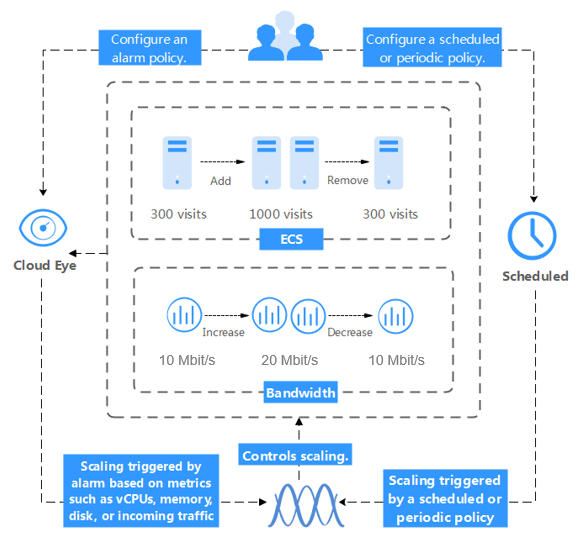 Configure an
alarm policy.
Configure a scheduled
or periodic policy.
Add
Remove
300 visits
1000 visits
300 visits
ECS
Cloud Eye
Scheduled
Increase
Decrease
10 Mbit/s
20 Mbit/s
10 Mbit/s
Bandwidth
Controls scaling.
Scaling triggered by
alarm based on metrics
such as vCPUs, memory,
disk, or incoming traffic
Scaling triggered
by a scheduled or
periodic policy